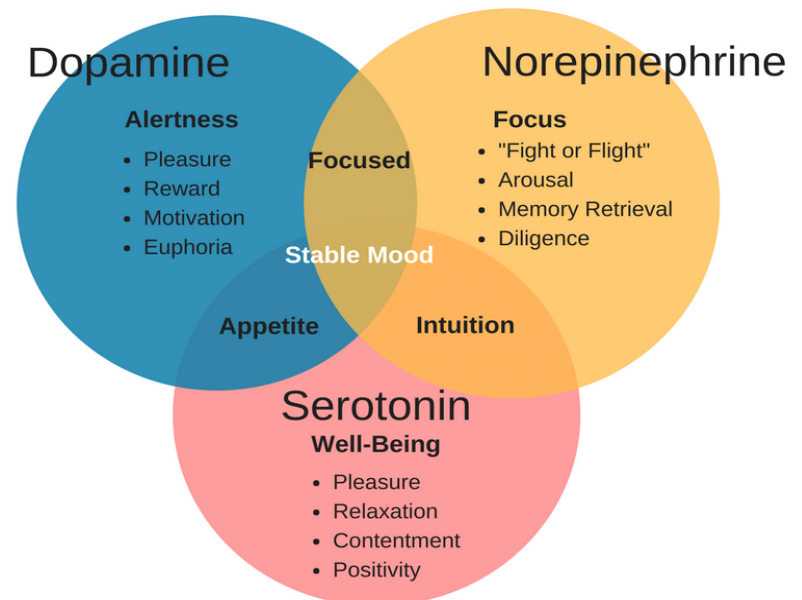 Dopamine
Alertness
• Pleasure
• Reward
• Motivation
• Euphoria
Norepinephrine
Focus
• "Fight or Flight"
• Arousal
• Memory Retrieval
• Diligence
Focused
Stable Mood
Appetite
Intuition
Serotonin
Well-Being
• Pleasure
• Relaxation
• Contentment
• Positivity